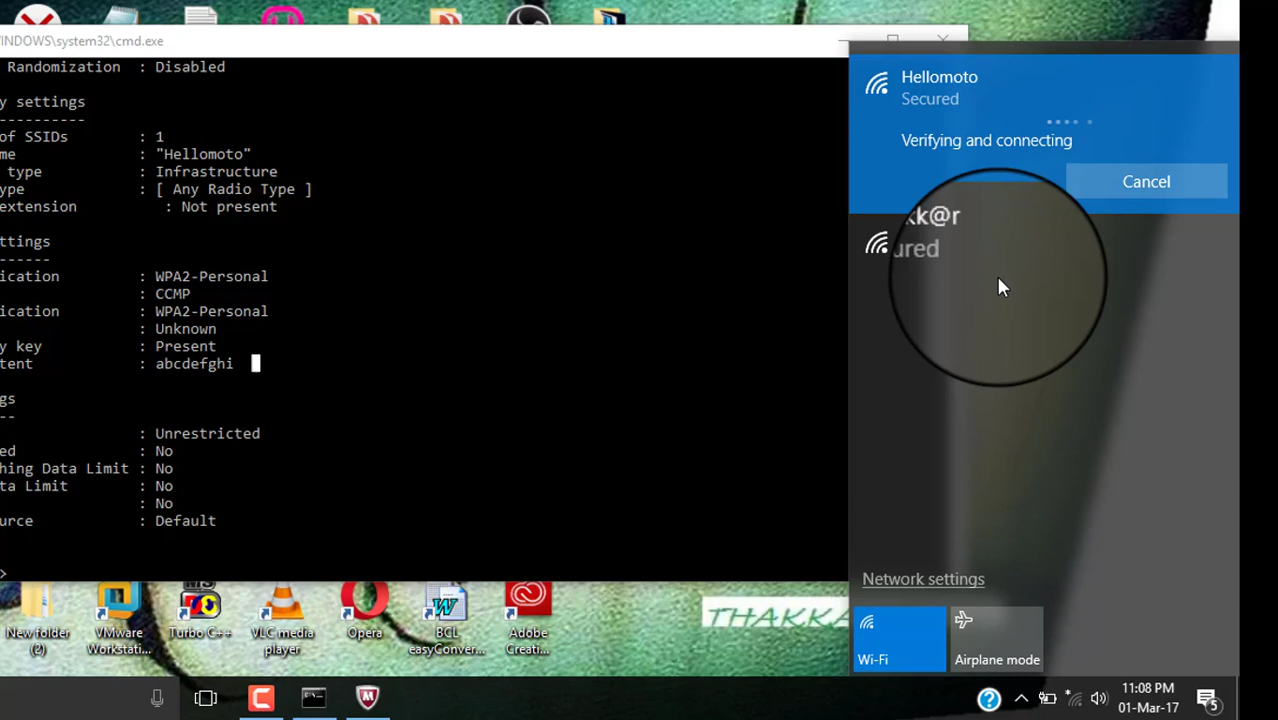 INDOWS\system32\cmd.exe
Randomization : Disabled
y settings
----------
of SSIDs : 1
me : "Hellomoto"
type : Infrastructure
ype : [ Any Radio Type ]
extension : Not present
ttings
-------
ication : WPA2-Personal
: CCMP
ication : WPA2-Personal
: Unknown
y key : Present
tent : abcdefghi
gs
--
: Unrestricted
ed : No
hing Data Limit : No
ta Limit : No
: No
urce : Default
>
Hellomoto
Secured
Verifying and connecting
Cancel
kk@r
ured
Network settings
Wi-Fi
Airplane mode
THAKKA
New folder
(2)
VMware
Workstati...
Turbo C++
VLC media
player
Opera
BCL
easyConver...
Adobe
Creati...
11:08 PM
01-Mar-17
5